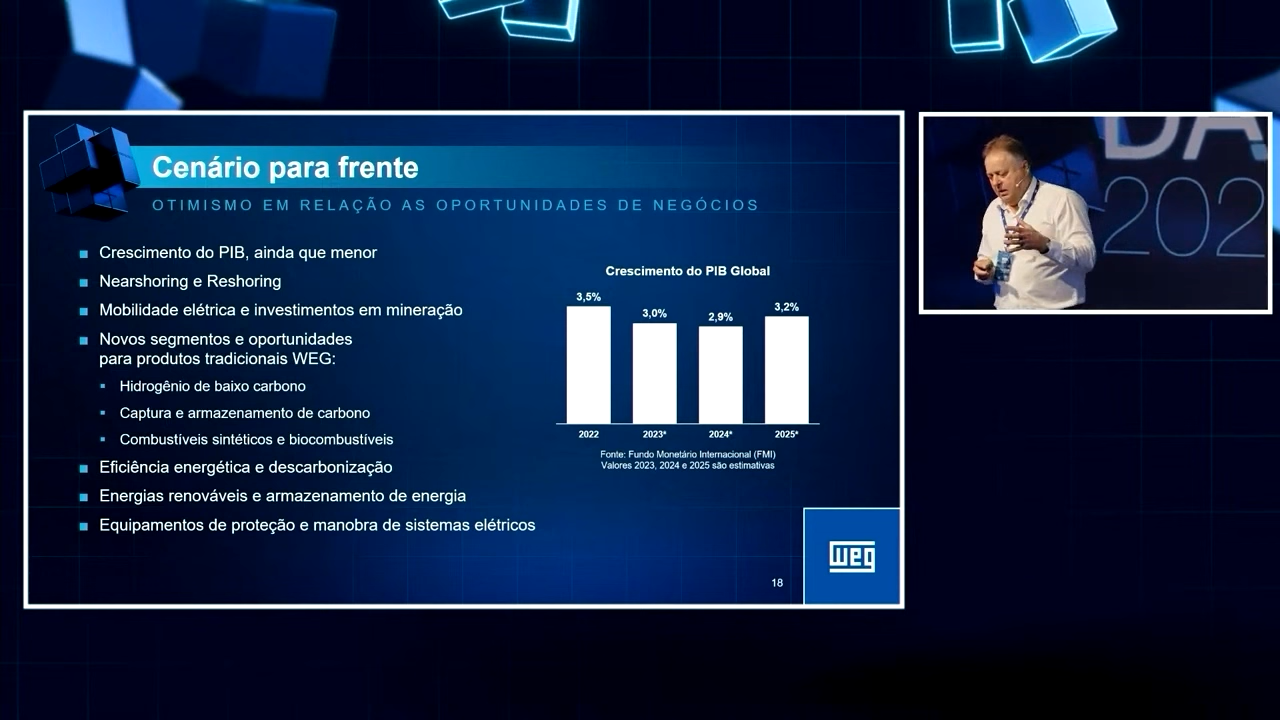 Cenário para frente
OTIMISMO EM RELAÇÃO AS OPORTUNIDADES DE NEGÓCIOS
Crescimento do PIB, ainda que menor
Nearshoring e Reshoring
Mobilidade elétrica e investimentos em mineração
Novos segmentos e oportunidades
para produtos tradicionais WEG:
Hidrogênio de baixo carbono
Captura e armazenamento de carbono
Combustíveis sintéticos e biocombustíveis
Eficiência energética e descarbonização
Energias renováveis e armazenamento de energia
Equipamentos de proteção e manobra de sistemas elétricos
Crescimento do PIB Global
3,5%
3,0%
2,9%
3,2%
2022
2023*
2024*
2025*
Fonte: Fundo Monetário Internacional (FMI)
Valores 2023, 2024 e 2025 são estimativas
18
weg
DA
202